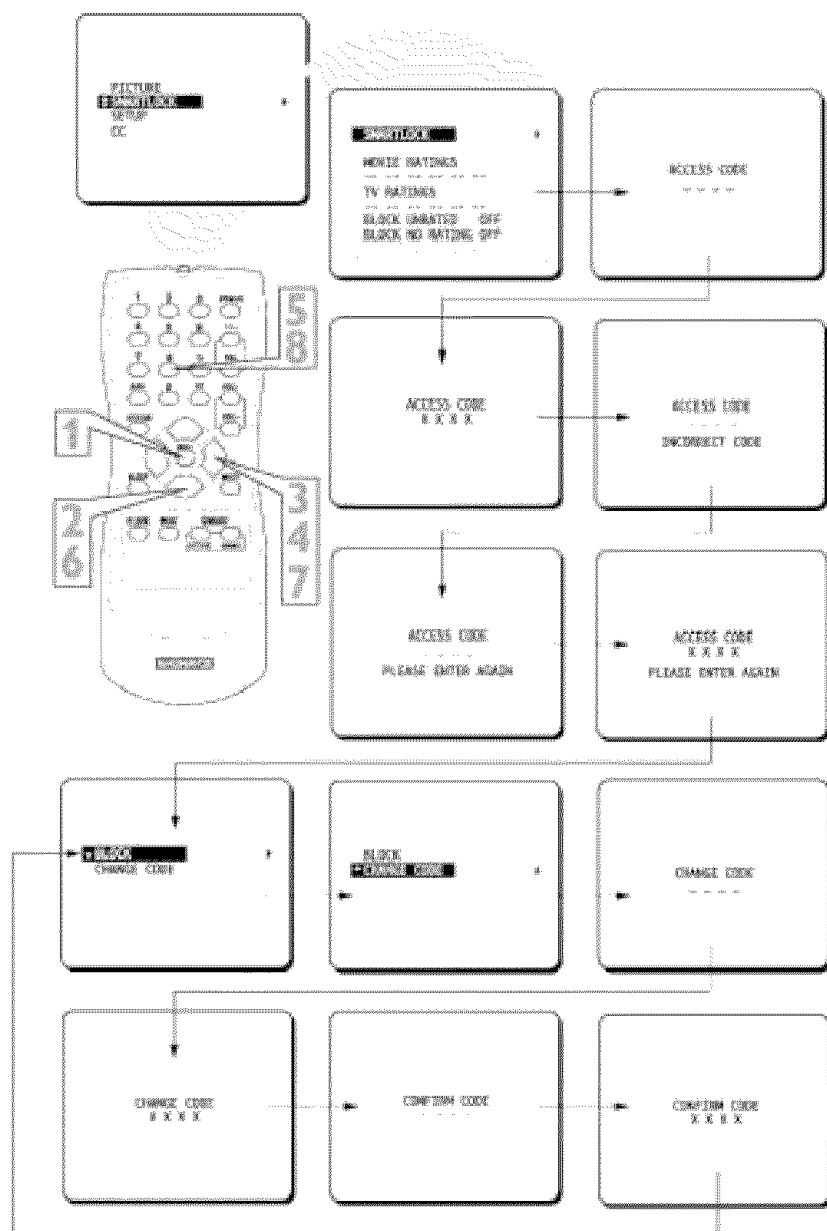 PICTURE
SMARTLOCK
SETUP
CC
SMARTLOCK
MOVIE RATINGS
TV RATINGS
BLOCK UNRATED OFF
BLOCK NO RATING OFF
ACCESS CODE
5
8
1
2
6
3
4
7
ACCESS CODE
X X X X
ACCESS CODE
INCORRECT CODE
ACCESS CODE
PLEASE ENTER AGAIN
ACCESS CODE
X X X X
PLEASE ENTER AGAIN
BLOCK
CHANGE CODE
BLOCK
CHANGE CODE
CHANGE CODE
CHANGE CODE
X X X X
CONFIRM CODE
CONFIRM CODE
X X X X